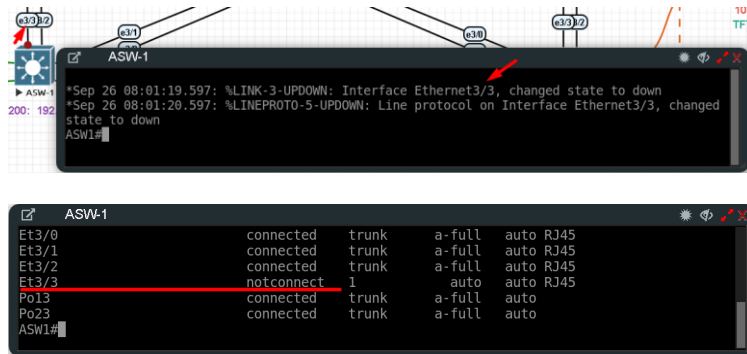 10
TF
e3/3
3/2
e3/1
e3/0
e3/3
3/2
ASW-1
ASW-1
200: 192
*Sep 26 08:01:19.597: %LINK-3-UPDOWN: Interface Ethernet3/3, changed state to down
*Sep 26 08:01:20.597: %LINEPROTO-5-UPDOWN: Line protocol on Interface Ethernet3/3, changed
state to down
ASW1#
ASW-1
Et3/0 connected trunk a-full auto RJ45
Et3/1 connected trunk a-full auto RJ45
Et3/2 connected trunk a-full auto RJ45
Et3/3 notconnect 1 auto auto RJ45
Po13 connected trunk a-full auto
Po23 connected trunk a-full auto
ASW1#